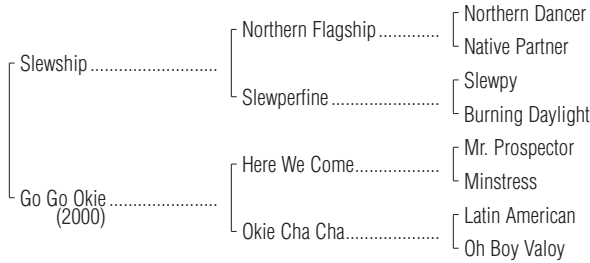 Slewship
Go Go Okie
(2000)
Northern Flagship
Slewperfine
Here We Come
Okie Cha Cha
Northern Dancer
Native Partner
Slewpy
Burning Daylight
Mr. Prospector
Minstress
Latin American
Oh Boy Valoy